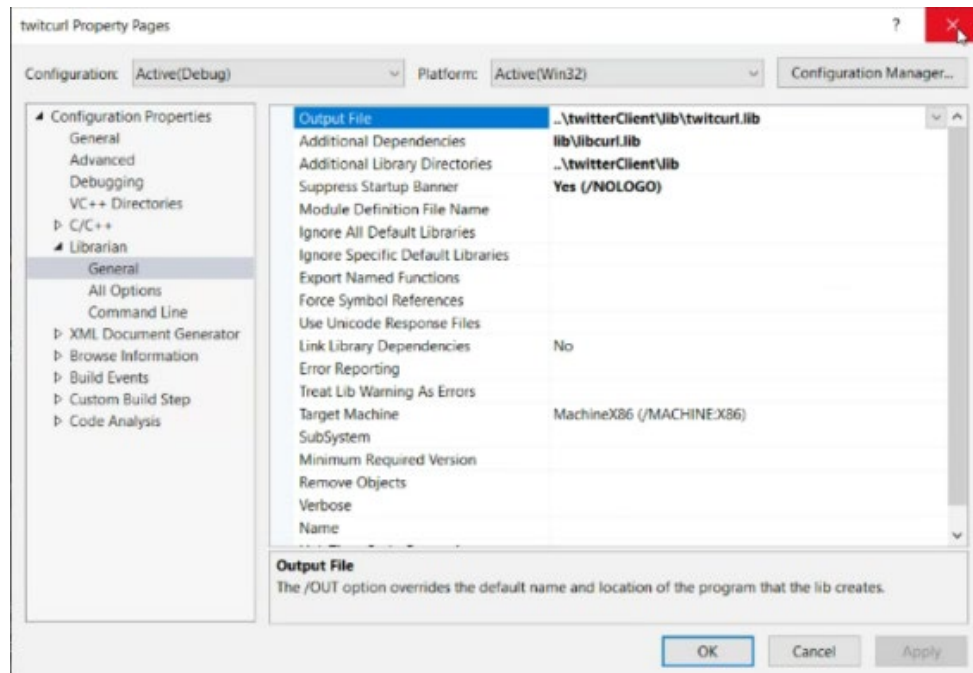 twitcurl Property Pages
?
Configuration: Active(Debug) Platform: Active(Win32) Configuration Manager...
Configuration Properties
General
Advanced
Debugging
VC++ Directories
C/C++
Librarian
General
All Options
Command Line
XML Document Generator
Browse Information
Build Events
Custom Build Step
Code Analysis
Output File ..\twitterClient\lib\twitcurl.lib
Additional Dependencies lib\libcurl.lib
Additional Library Directories ..\twitterClient\lib
Suppress Startup Banner Yes (/NOLOGO)
Module Definition File Name
Ignore All Default Libraries
Ignore Specific Default Libraries
Export Named Functions
Force Symbol References
Use Unicode Response Files
Link Library Dependencies No
Error Reporting
Treat Lib Warning As Errors
Target Machine MachineX86 (/MACHINE:X86)
SubSystem
Minimum Required Version
Remove Objects
Verbose
Name
Output File
The /OUT option overrides the default name and location of the program that the lib creates.
OK Cancel Apply